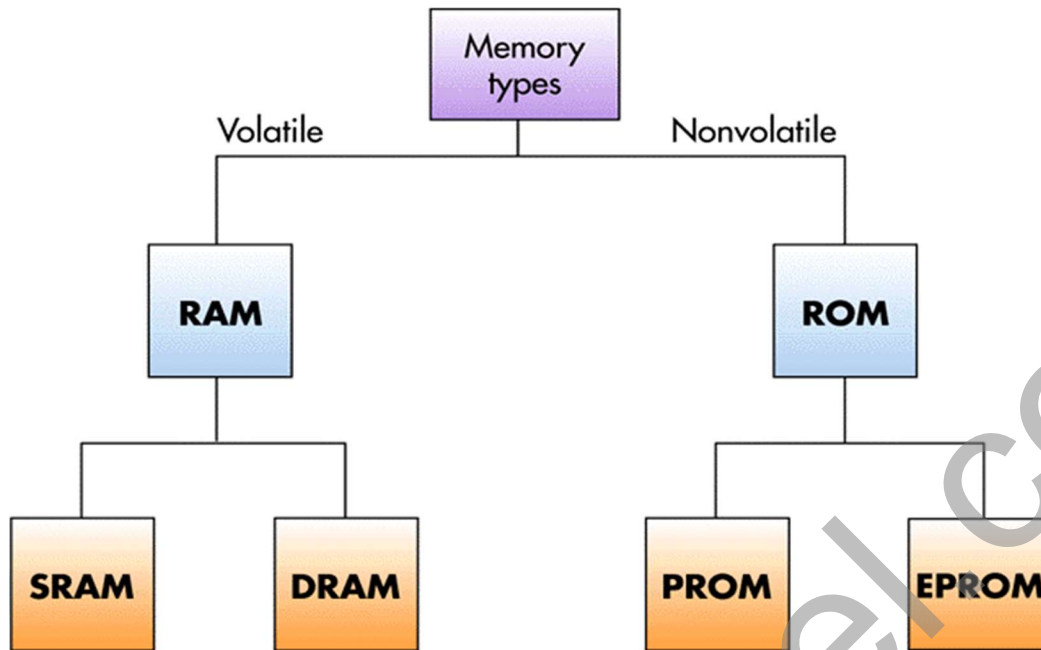 Memory
types
Volatile
Nonvolatile
RAM
ROM
SRAM
DRAM
PROM
EPROM